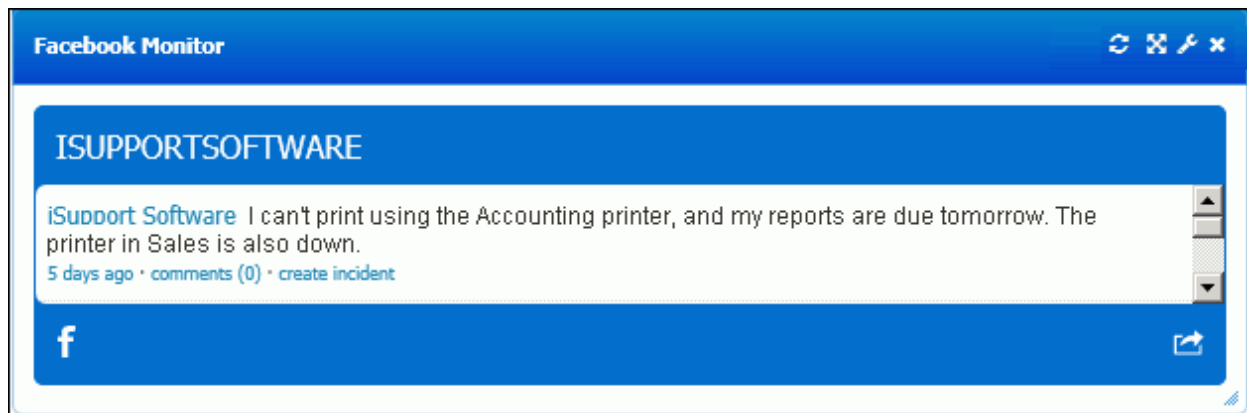 Facebook Monitor
ISUPPORTSOFTWARE
iSupport Software I can't print using the Accounting printer, and my reports are due tomorrow. The
printer in Sales is also down.
5 days ago · comments (0) · create incident
f